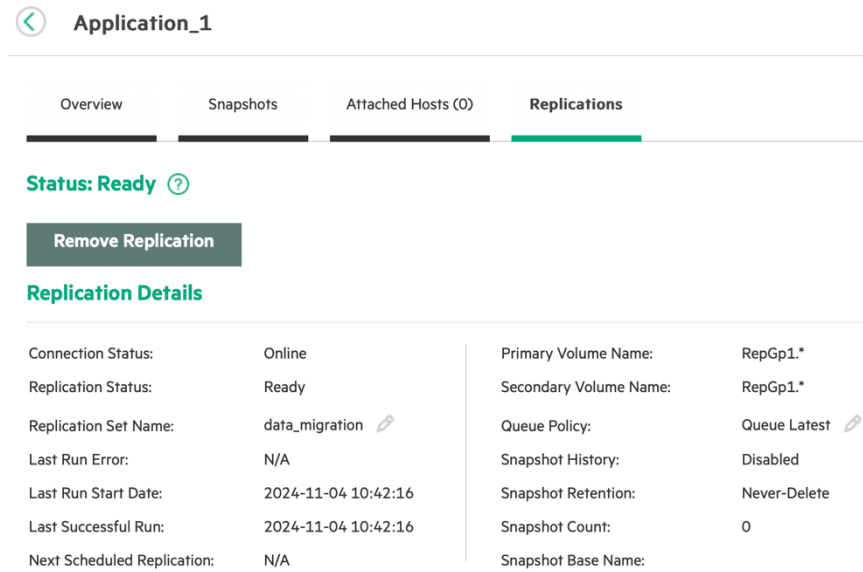 Application_1
Overview Snapshots Attached Hosts (0) Replications
Status: Ready ?
Remove Replication
Replication Details
Connection Status: Online
Replication Status: Ready
Replication Set Name: data_migration
Last Run Error: N/A
Last Run Start Date: 2024-11-04 10:42:16
Last Successful Run: 2024-11-04 10:42:16
Next Scheduled Replication: N/A
Primary Volume Name: RepGp1.*
Secondary Volume Name: RepGp1.*
Queue Policy: Queue Latest
Snapshot History: Disabled
Snapshot Retention: Never-Delete
Snapshot Count: 0
Snapshot Base Name: